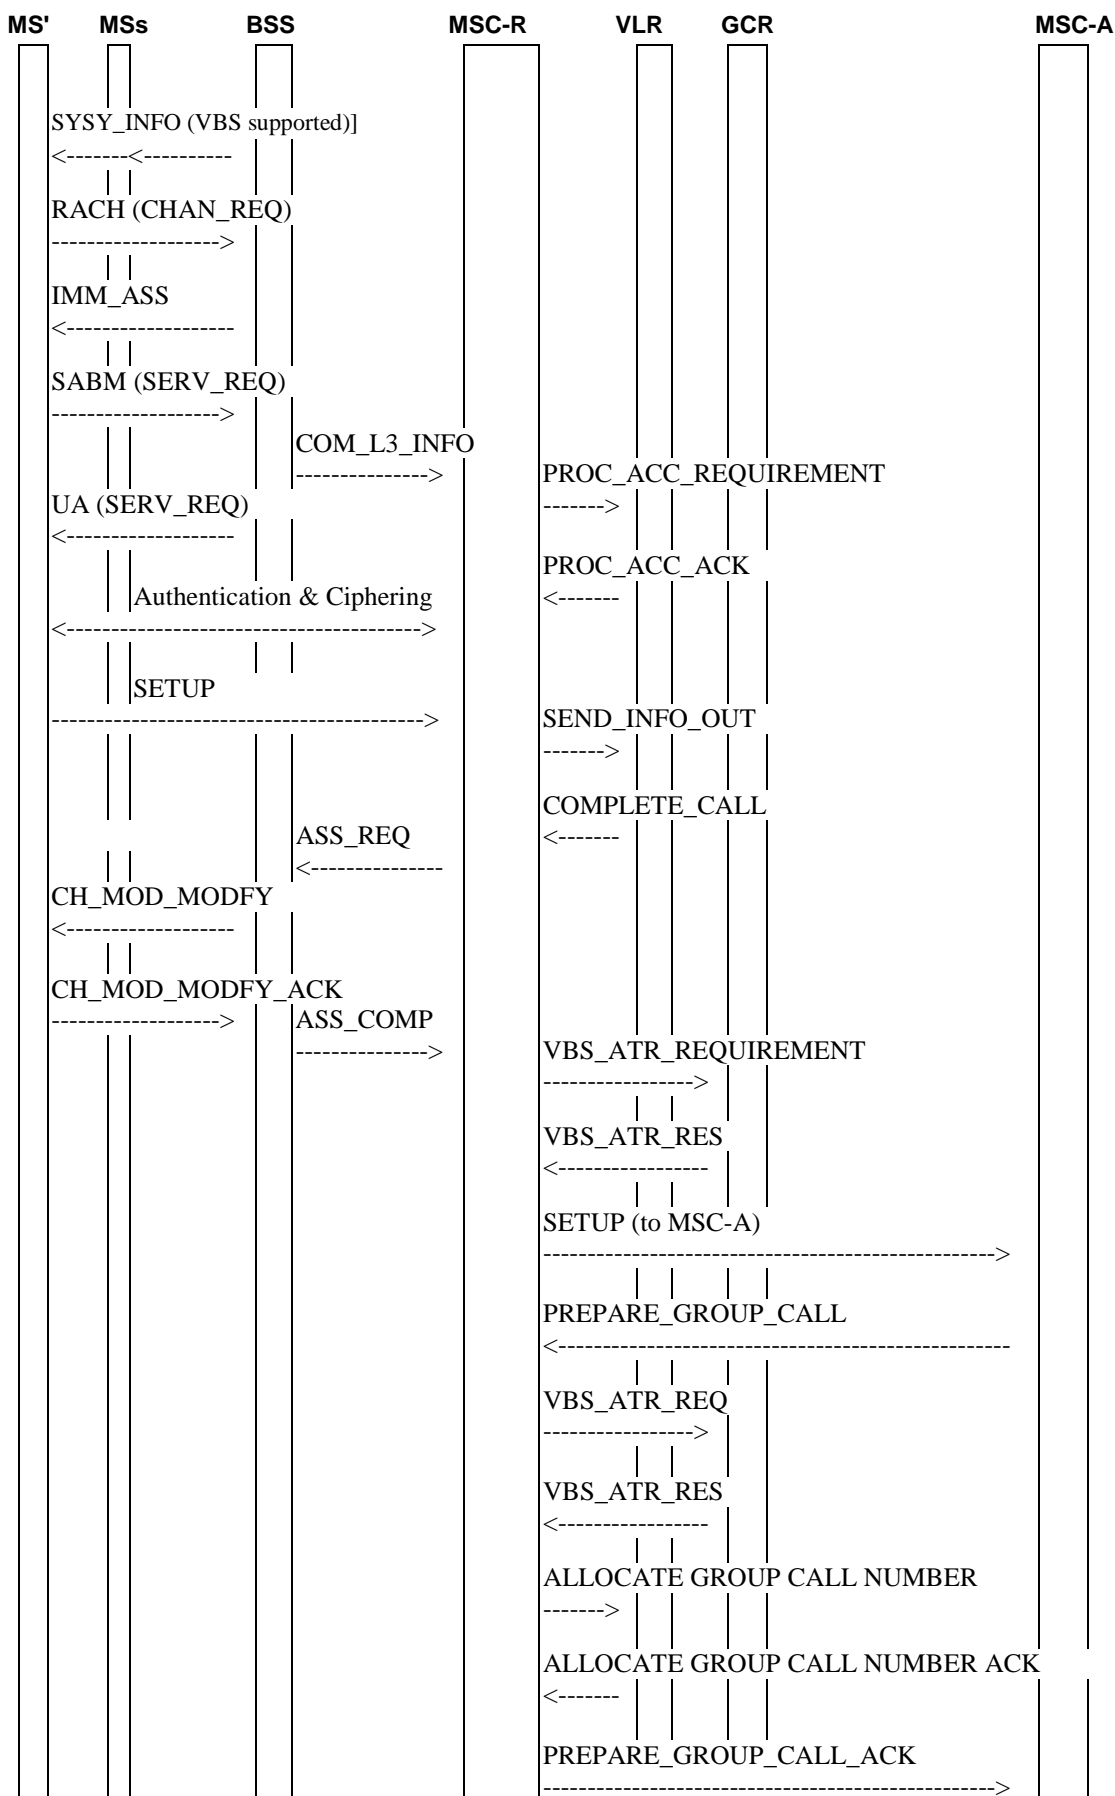 MS' MSs BSS MSC-R VLR GCR MSC-A
SYSY_INFO (VBS supported)]
<-------<----------
RACH (CHAN_REQ)
------------------->
IMM_ASS
<-------------------
SABM (SERV_REQ)
------------------->
COM_L3_INFO
---------------> PROC_ACC_REQUIREMENT
UA (SERV_REQ) ------->
<-------------------
PROC_ACC_ACK
Authentication & Ciphering <-------
<---------------------------------------->
SETUP
------------------------------------------> SEND_INFO_OUT
------->
COMPLETE_CALL
ASS_REQ <-------
<---------------
CH_MOD_MODFY
<-------------------
CH_MOD_MODFY_ACK
-------------------> ASS_COMP
---------------> VBS_ATR_REQUIREMENT
----------------->
VBS_ATR_RES
<-----------------
SETUP (to MSC-A)
--------------------------------------------------->
PREPARE_GROUP_CALL
<---------------------------------------------------
VBS_ATR_REQ
----------------->
VBS_ATR_RES
<-----------------
ALLOCATE GROUP CALL NUMBER
------->
ALLOCATE GROUP CALL NUMBER ACK
<-------
PREPARE_GROUP_CALL_ACK
--------------------------------------------------->